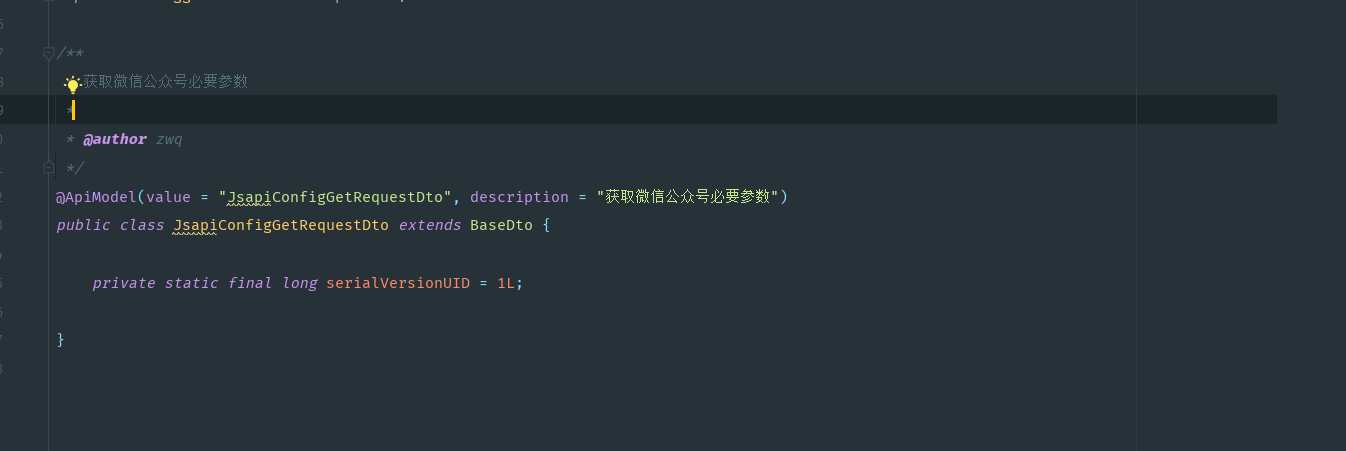 /**
获取微信公众号必要参数
*
* @author zwq
*/
@ApiModel(value = "JsapiConfigGetRequestDto", description = "获取微信公众号必要参数")
public class JsapiConfigGetRequestDto extends BaseDto {
private static final long serialVersionUID = 1L;
}